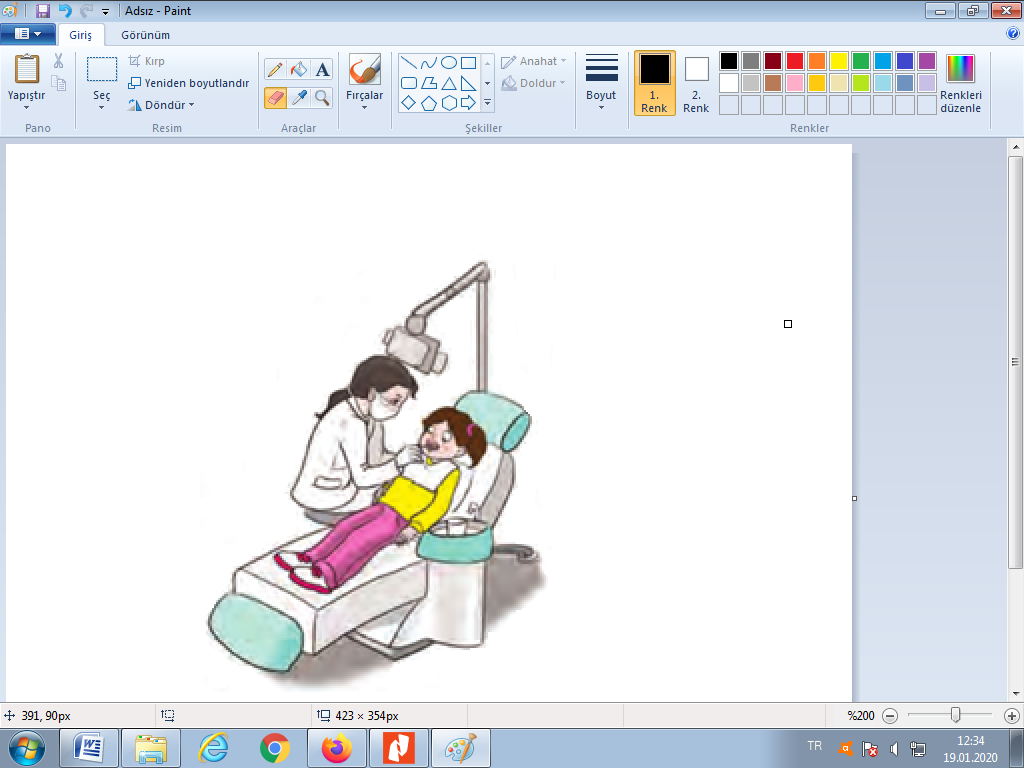 Adsız - Paint
Giriş Görünüm
Yapıştır
Pano
Seç
Kırp
Yeniden boyutlandır
Döndür
Resim
A
Araçlar
Fırçalar
Anahat
Doldur
Şekiller
Boyut
1.
Renk
2.
Renk
Renkleri
düzenle
Renkler
391, 90px
423 × 354px
%200
TR
12:34
19.01.2020